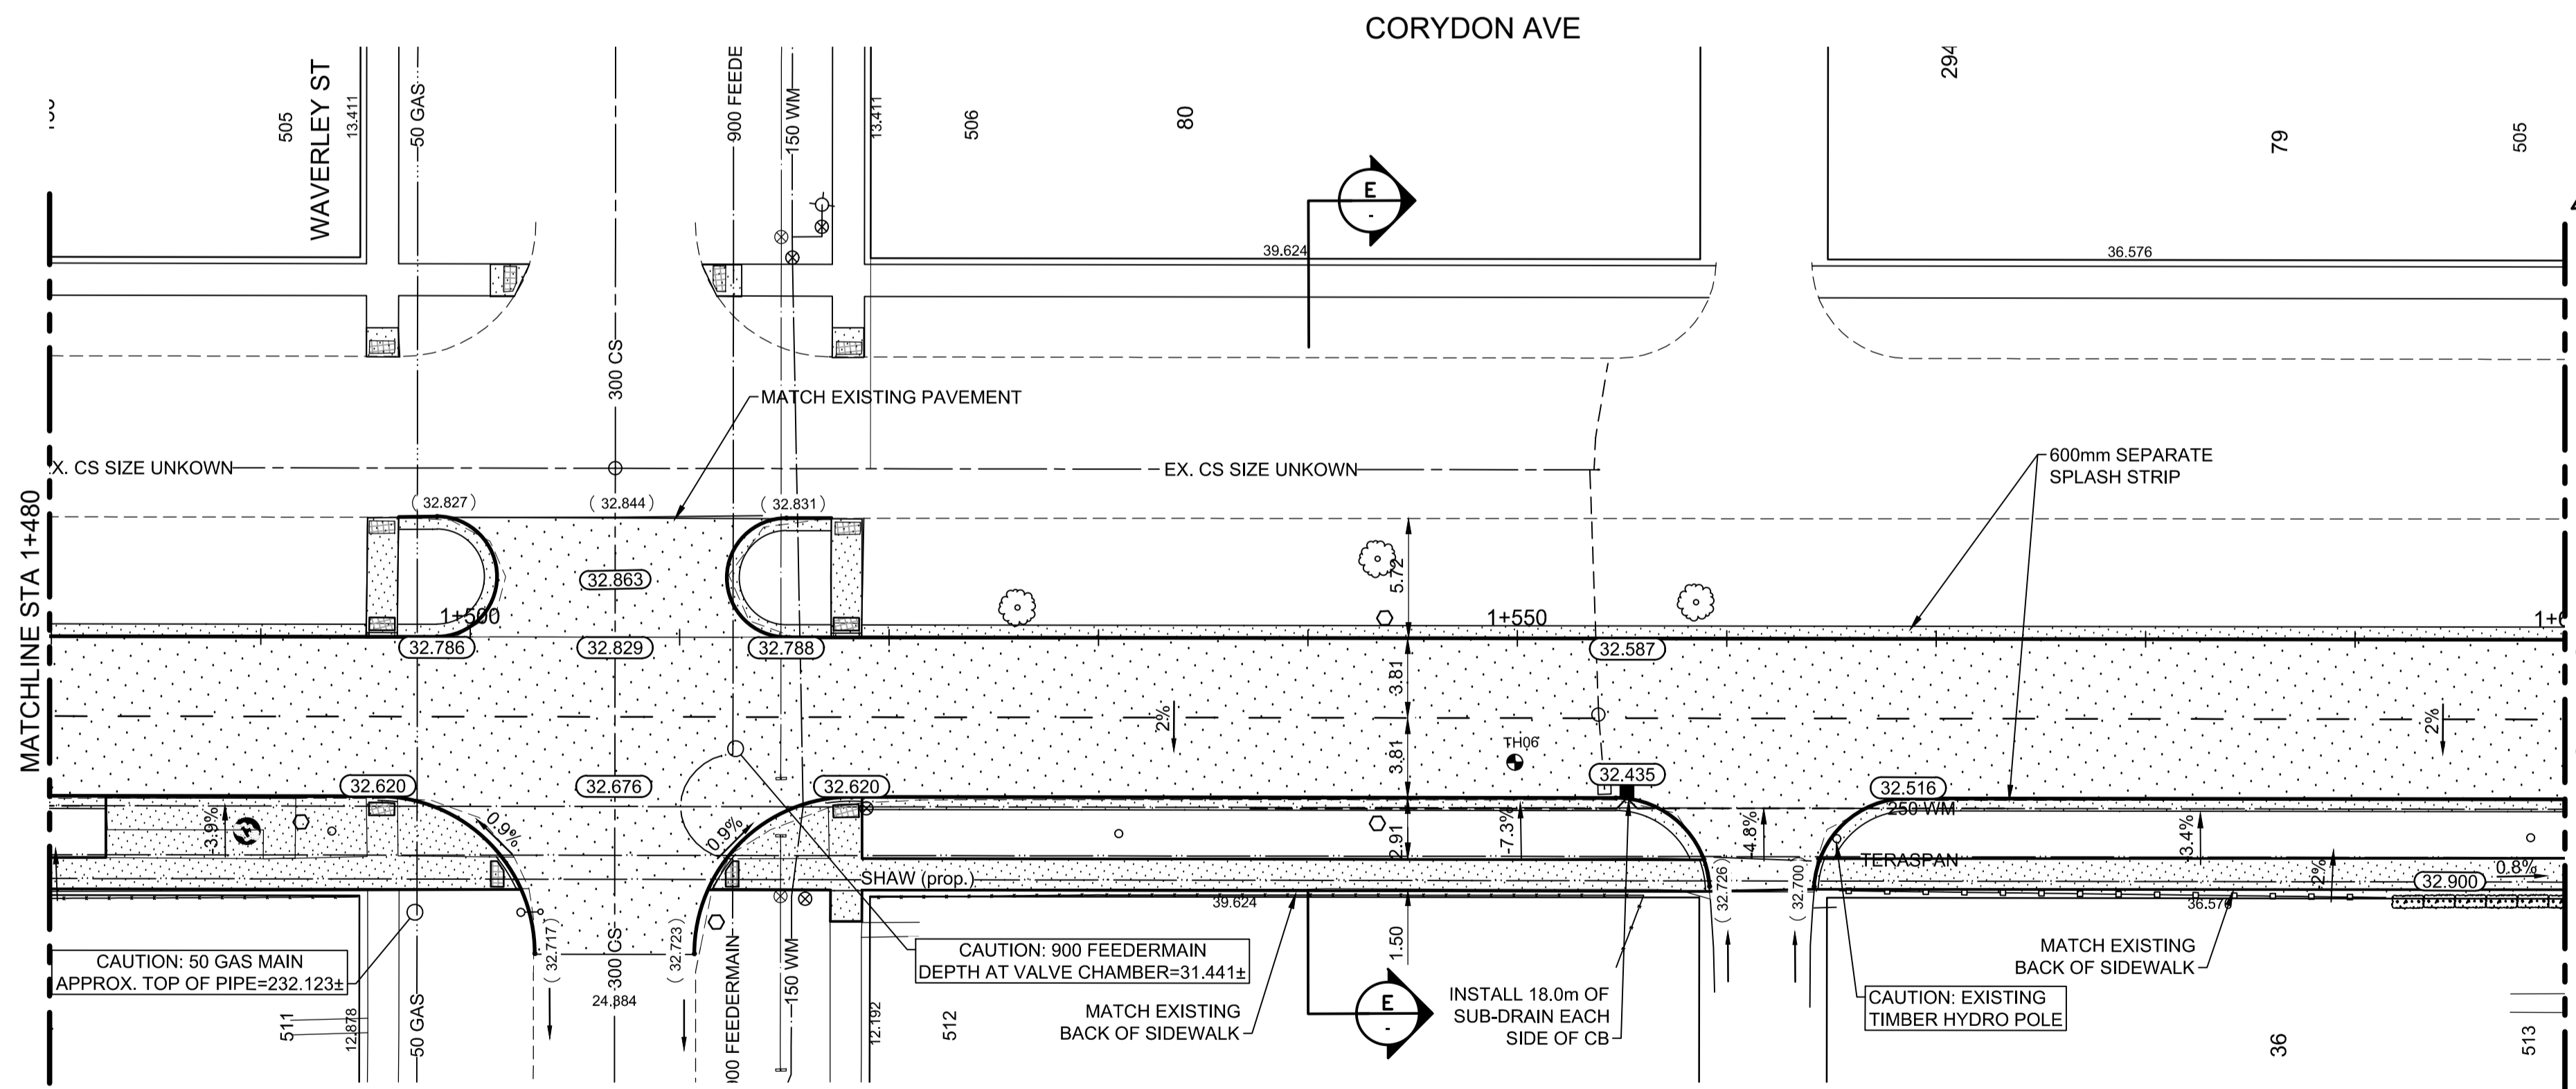 CORYDON AVE
WAVERLEY ST
505
13.411
50 GAS
900 FEEDE
150 WM
13.411
506
80
294
79
505
E
-
39.624
36.576
300 CS
MATCH EXISTING PAVEMENT
X. CS SIZE UNKOWN
EX. CS SIZE UNKOWN
600mm SEPARATE
SPLASH STRIP
(32.827)
(32.844)
(32.831)
MATCHLINE STA 1+480
32.863
5.72
1+500
1+550
32.786
32.829
32.788
32.587
3.81
2%
2%
3.81
TH06
32.435
32.620
32.676
32.620
32.516
250 WM
-3.9%
0.9%
0.9%
2.91
-7.3%
-4.8%
-3.4%
TERASPAN
SHAW (prop.)
-2%
32.900
0.8%
39.624
36.576
(32.726)
(32.700)
(32.717)
(32.723)
300 CS
1.50
CAUTION: 50 GAS MAIN
APPROX. TOP OF PIPE=232.123±
CAUTION: 900 FEEDERMAIN
DEPTH AT VALVE CHAMBER=31.441±
MATCH EXISTING
BACK OF SIDEWALK
24.884
MATCH EXISTING
BACK OF SIDEWALK
E
-
INSTALL 18.0m OF
SUB-DRAIN EACH
SIDE OF CB
CAUTION: EXISTING
TIMBER HYDRO POLE
511
12.878
50 GAS
900 FEEDERMAIN
150 WM
12.192
512
36
513